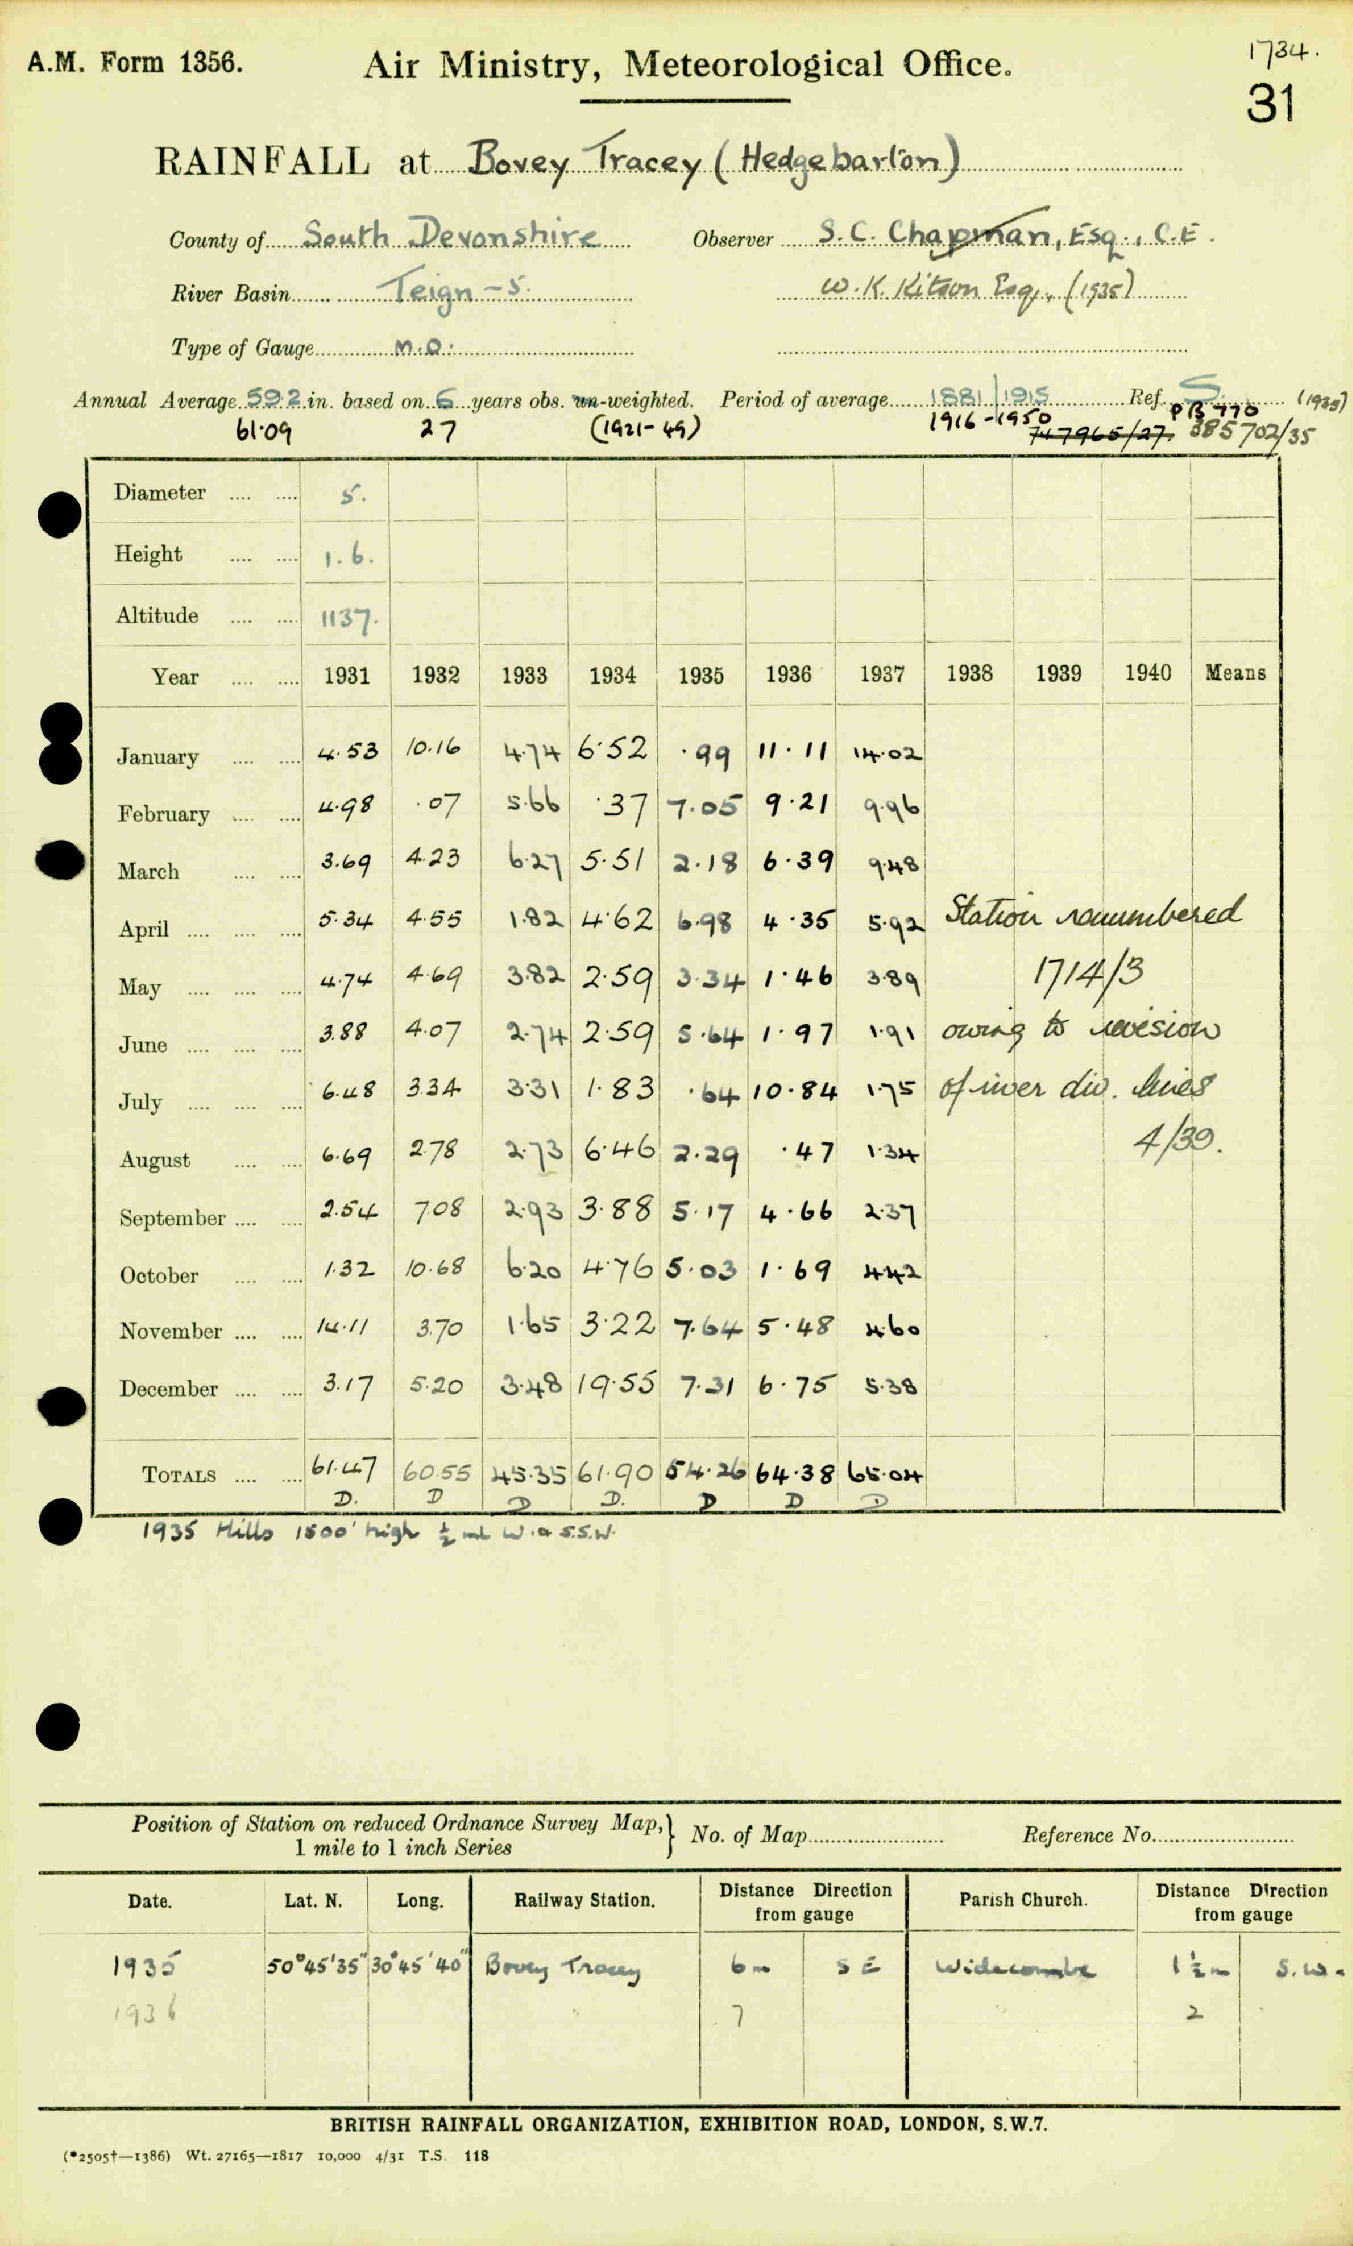 1734.
A.M. Form 1356. Air Ministry, Meteorological Office. 31
RAINFALL at Bovey Tracey (Hedgebarton)
County of South Devonshire Observer S. C. Chapman, Esq., C.E.
River Basin Teign – 5. W. K. Kitson Esq., (1935)
Type of Gauge M.O.
Annual Average 59.2 in. based on 6 years obs. un-weighted. Period of average 1881/1915 Ref. S. (1935)
61.09 27 (1921-49) 1916-1950 747965/27. PB 770 385702/35
Diameter 5.
Height 1.6.
Altitude 1137.
Year 1931 1932 1933 1934 1935 1936 1937 1938 1939 1940 Means
January 4.53 10.16 4.74 6.52 .99 11.11 14.02
February 4.98 .07 5.66 .37 7.05 9.21 9.96
March 3.69 4.23 6.27 5.51 2.18 6.39 9.48
April 5.34 4.55 1.82 4.62 6.98 4.35 5.92 Station renumbered
May 4.74 4.69 3.82 2.59 3.34 1.46 3.89 1714/3
June 3.88 4.07 2.74 2.59 5.64 1.97 1.91 owing to revision
July 6.48 3.34 3.31 1.83 .64 10.84 1.75 of river div. lines
August 6.69 2.78 2.73 6.46 2.29 .47 1.34 4/39.
September 2.54 7.08 2.93 3.88 5.17 4.66 2.37
October 1.32 10.68 6.20 4.76 5.03 1.69 4.42
November 14.11 3.70 1.65 3.22 7.64 5.48 4.60
December 3.17 5.20 3.48 19.55 7.31 6.75 5.38
TOTALS 61.47 60.55 45.35 61.90 54.26 64.38 65.04
D. D D D. D D D
1935 Hills 1500' high ½ ml W. & S.S.W.
Position of Station on reduced Ordnance Survey Map, } No. of Map Reference No.
1 mile to 1 inch Series
Date. Lat. N. Long. Railway Station. Distance Direction from gauge Parish Church. Distance Direction from gauge
1935 50°45'35" 30°45'40" Bovey Tracey 6m SE Widecombe 1½m S.W.
1936 " 7 " 2
BRITISH RAINFALL ORGANIZATION, EXHIBITION ROAD, LONDON, S.W.7.
(*2505†—1386) Wt. 27165—1817 10,000 4/31 T.S. 118